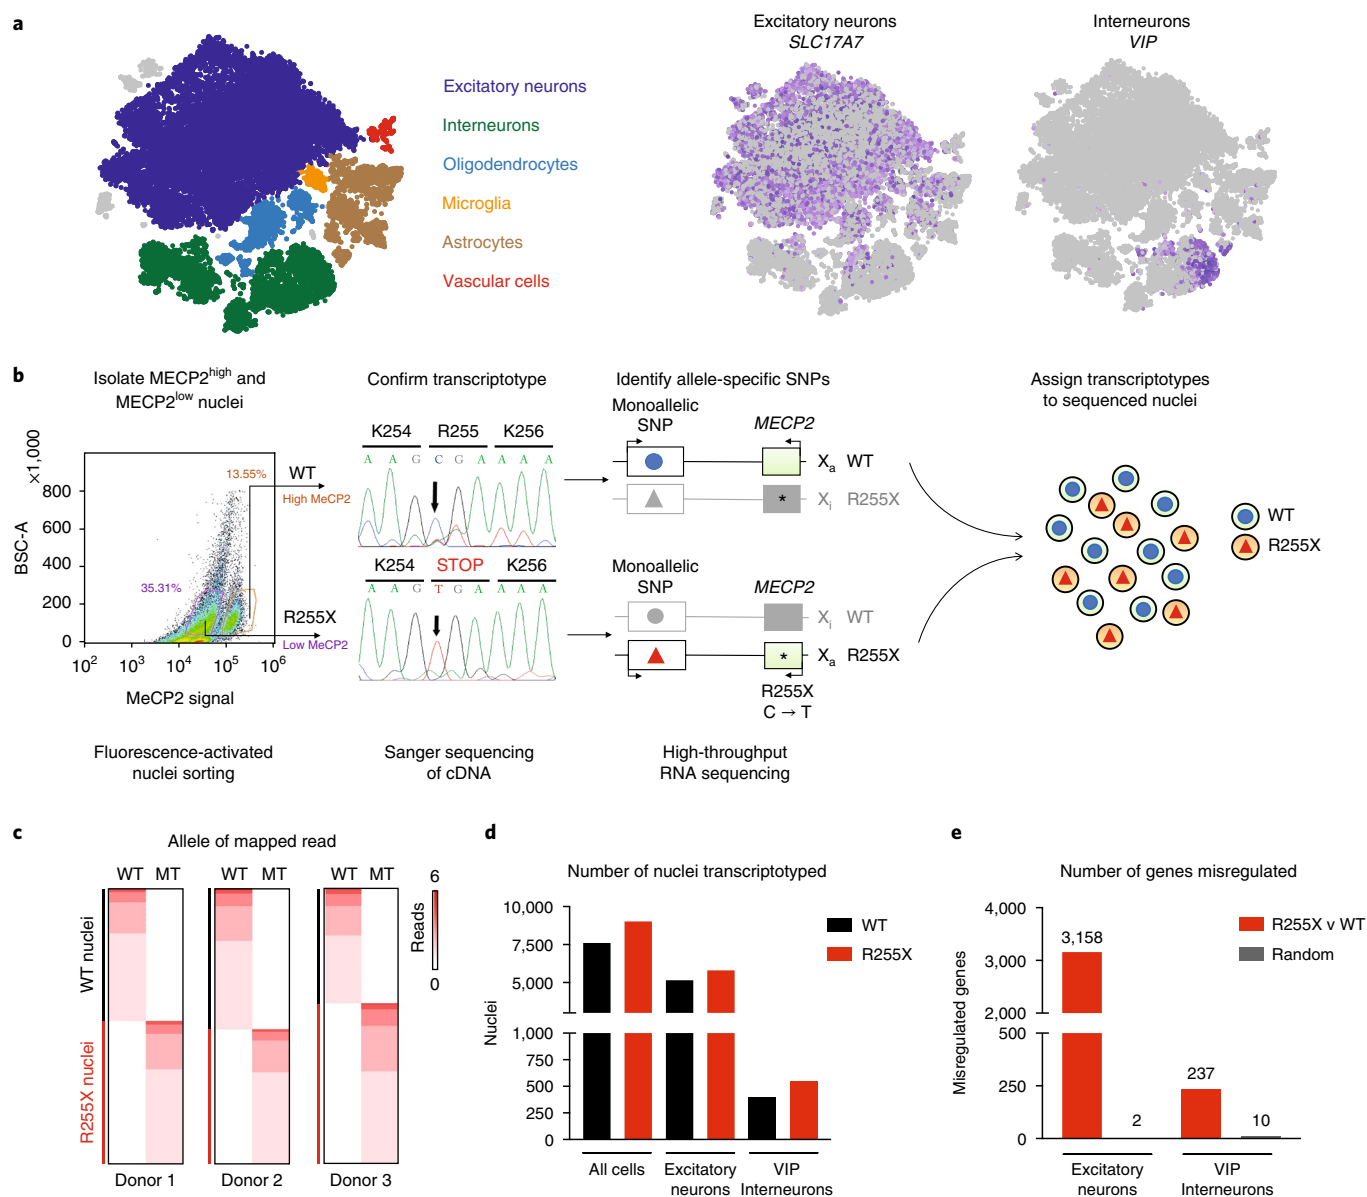 a
Excitatory neurons
Interneurons
Oligodendrocytes
Microglia
Astrocytes
Vascular cells
Excitatory neurons
SLC17A7
Interneurons
VIP
b
Isolate MECP2high and
MECP2low nuclei
Confirm transcriptotype
Identify allele-specific SNPs
Assign transcriptotypes
to sequenced nuclei
×1,000
BSC-A
800
600
400
200
0
10² 10³ 10⁴ 10⁵ 10⁶
MeCP2 signal
13.55%
35.31%
WT
High MeCP2
R255X
Low MeCP2
K254 R255 K256
A A G C G A A A A
K254 STOP K256
A A G T G A A A A
Monoallelic
SNP
MECP2
Xa WT
* Xi R255X
Monoallelic
SNP
MECP2
Xi WT
* Xa R255X
R255X
C → T
WT
R255X
Fluorescence-activated
nuclei sorting
Sanger sequencing
of cDNA
High-throughput
RNA sequencing
c
Allele of mapped read
WT MT WT MT WT MT
WT nuclei
R255X nuclei
6
Reads
0
Donor 1 Donor 2 Donor 3
d
Number of nuclei transcriptotyped
10,000
7,500
5,000
1,000
750
500
250
0
Nuclei
WT
R255X
All cells
Excitatory
neurons
VIP
Interneurons
e
Number of genes misregulated
4,000
3,000
2,000
500
250
0
Misregulated genes
3,158
2
237
10
R255X v WT
Random
Excitatory
neurons
VIP
Interneurons